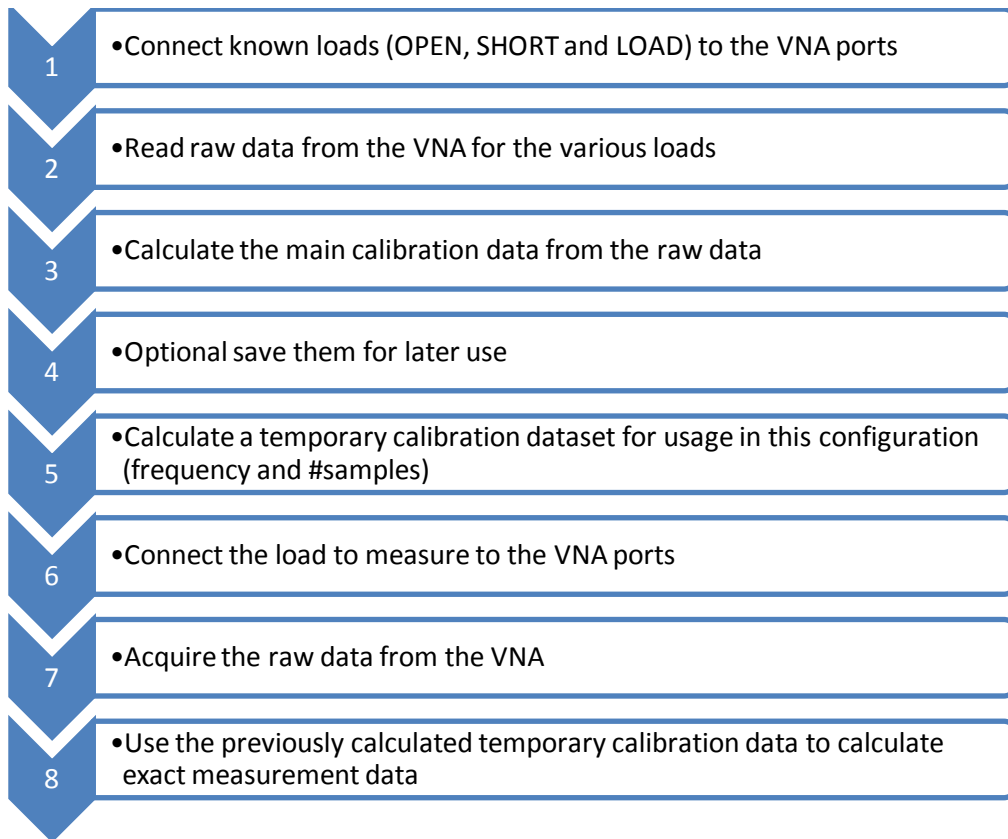 1
•Connect known loads (OPEN, SHORT and LOAD) to the VNA ports
2
•Read raw data from the VNA for the various loads
3
•Calculate the main calibration data from the raw data
4
•Optional save them for later use
5
•Calculate a temporary calibration dataset for usage in this configuration
(frequency and #samples)
6
•Connect the load to measure to the VNA ports
7
•Acquire the raw data from the VNA
8
•Use the previously calculated temporary calibration data to calculate
exact measurement data